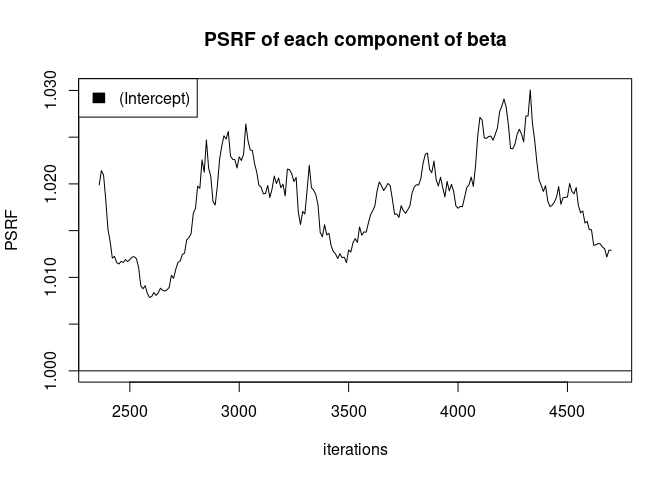 PSRF of each component of beta
(Intercept)
1.030
1.020
1.010
1.000
PSRF
2500 3000 3500 4000 4500
iterations